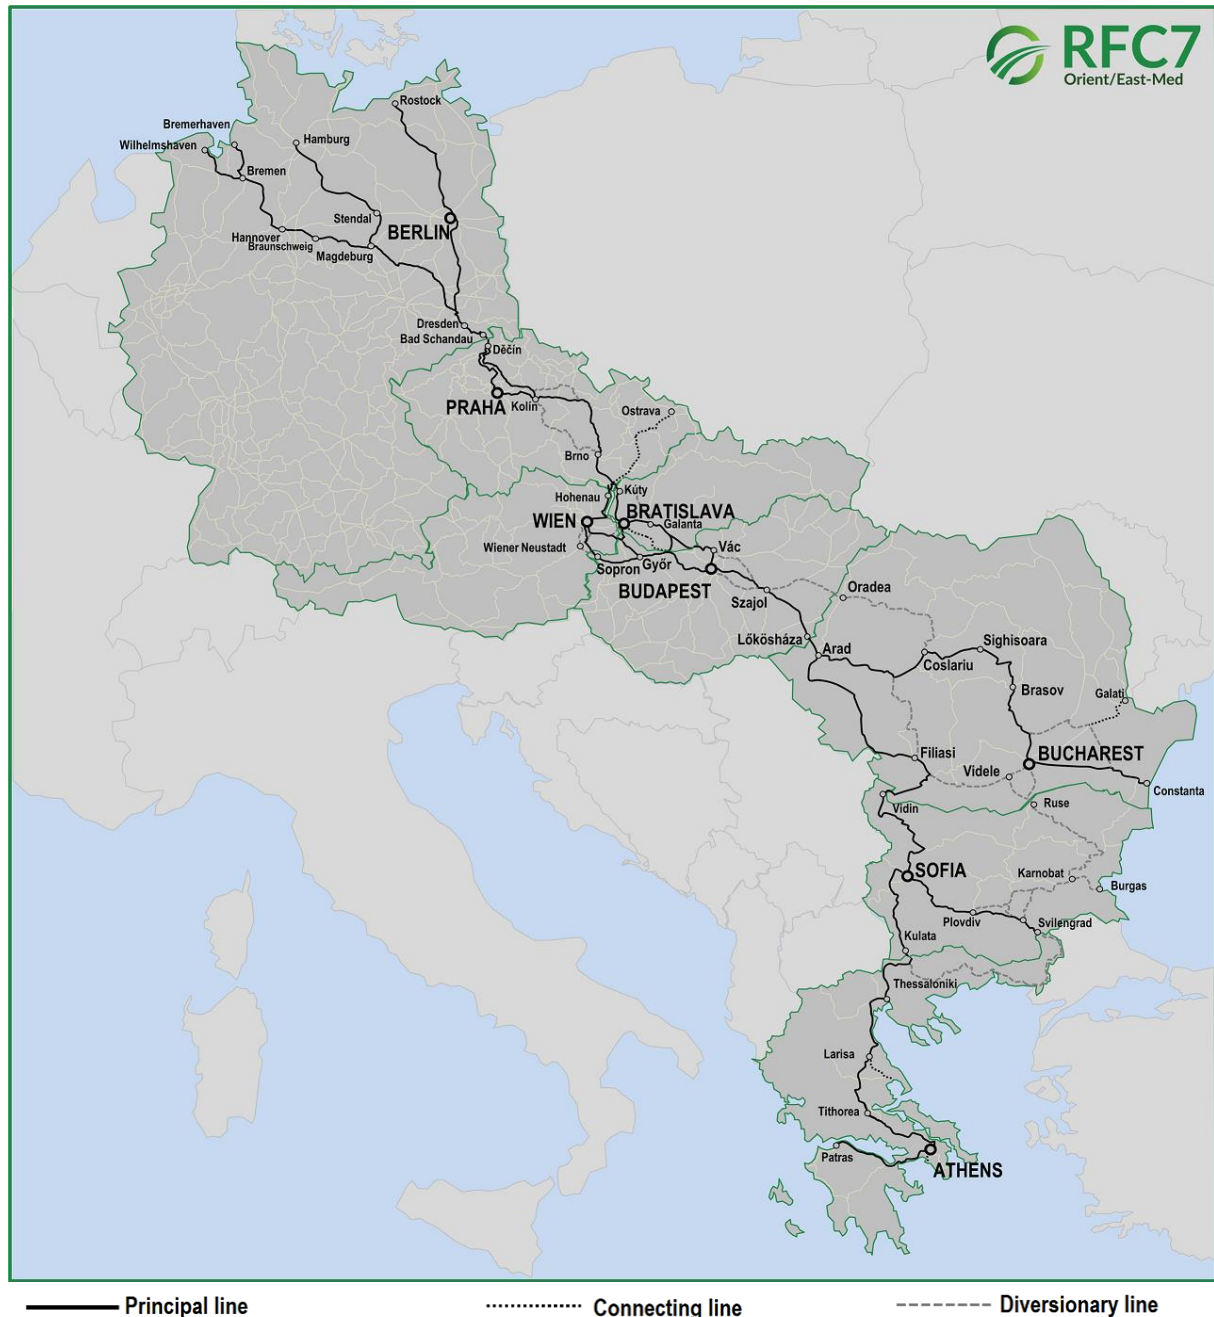 RFC7
Orient/East-Med
Rostock
Bremerhaven
Wilhelmshaven
Hamburg
Bremen
Stendal
BERLIN
Hannover
Braunschweig
Magdeburg
Dresden
Bad Schandau
Děčín
PRAHA
Kolín
Ostrava
Brno
Hohenau
Kúty
WIEN
BRATISLAVA
Galanta
Wiener Neustadt
Vác
Sopron
Győr
BUDAPEST
Szajol
Oradea
Lőkösháza
Arad
Sighisoara
Coslariu
Brasov
Galati
Filiasi
BUCHAREST
Videle
Constanta
Vidin
Ruse
SOFIA
Karnobat
Burgas
Plovdiv
Svilengrad
Kulata
Thessaloniki
Larisa
Tithorea
Patras
ATHENS
Principal line
Connecting line
Diversionary line